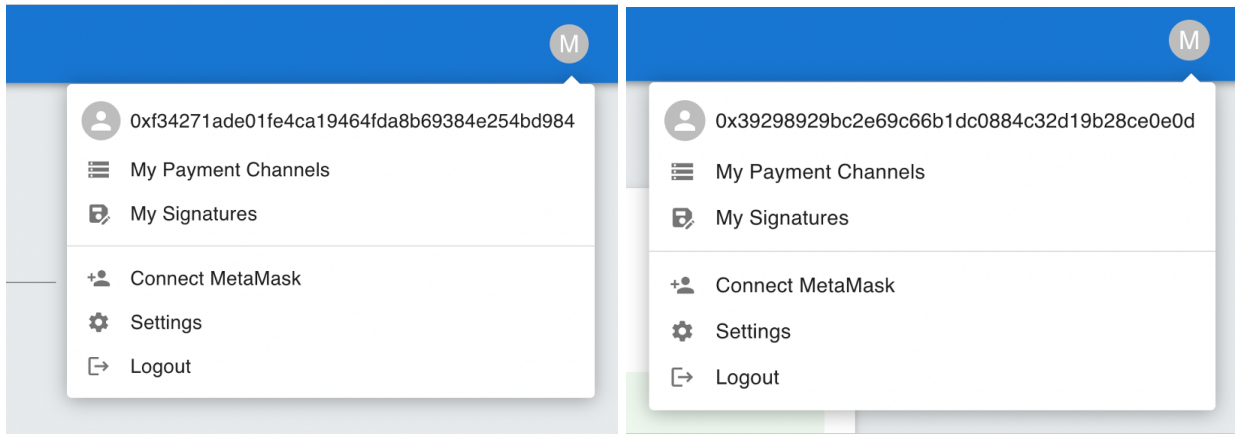 M
0xf34271ade01fe4ca19464fda8b69384e254bd984
My Payment Channels
My Signatures
Connect MetaMask
Settings
Logout
M
0x39298929bc2e69c66b1dc0884c32d19b28ce0e0d
My Payment Channels
My Signatures
Connect MetaMask
Settings
Logout